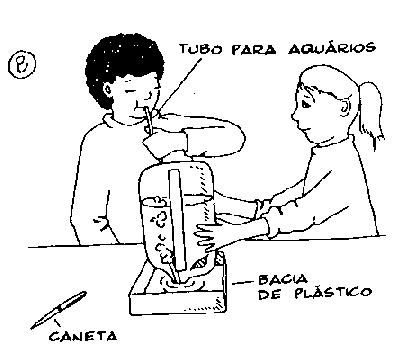 TUBO PARA AQUÁRIOS
BACIA
DE PLÁSTICO
CANETA